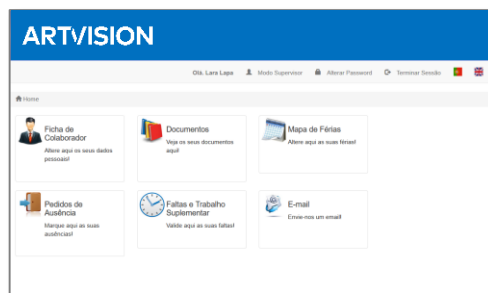 ARTVISION
Olá, Lara Lapa Modo Supervisor Alterar Password Terminar Sessão
Home
Ficha de
Colaborador
Altere aqui os seus dados
pessoais!
Documentos
Veja os seus documentos
aqui!
Mapa de Férias
Altere aqui as suas férias!
Pedidos de
Ausência
Marque aqui as suas
ausências!
Faltas e Trabalho
Suplementar
Valide aqui as suas faltas!
E-mail
Envie-nos um email!